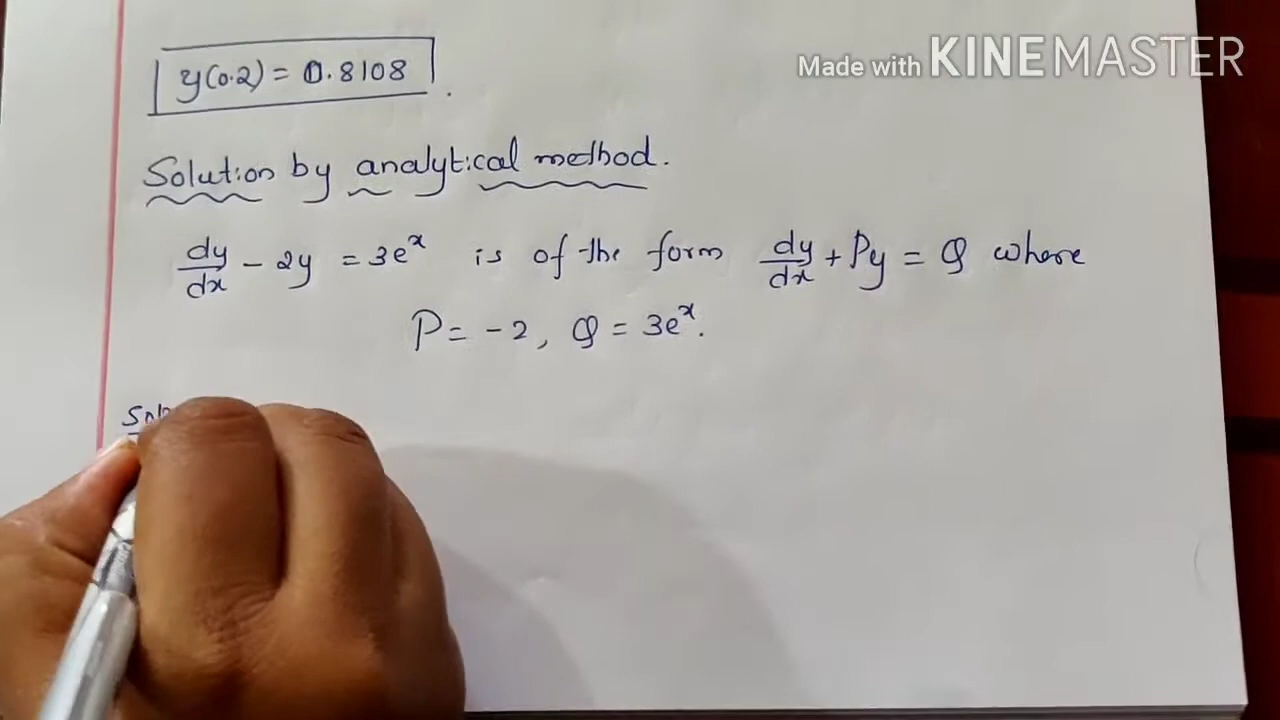 y(0.2) = 0.8108
Made with KINEMASTER
Solution by analytical method.
dy/dx - 2y = 3e^x is of the form dy/dx + Py = Q where
P = -2, Q = 3e^x.